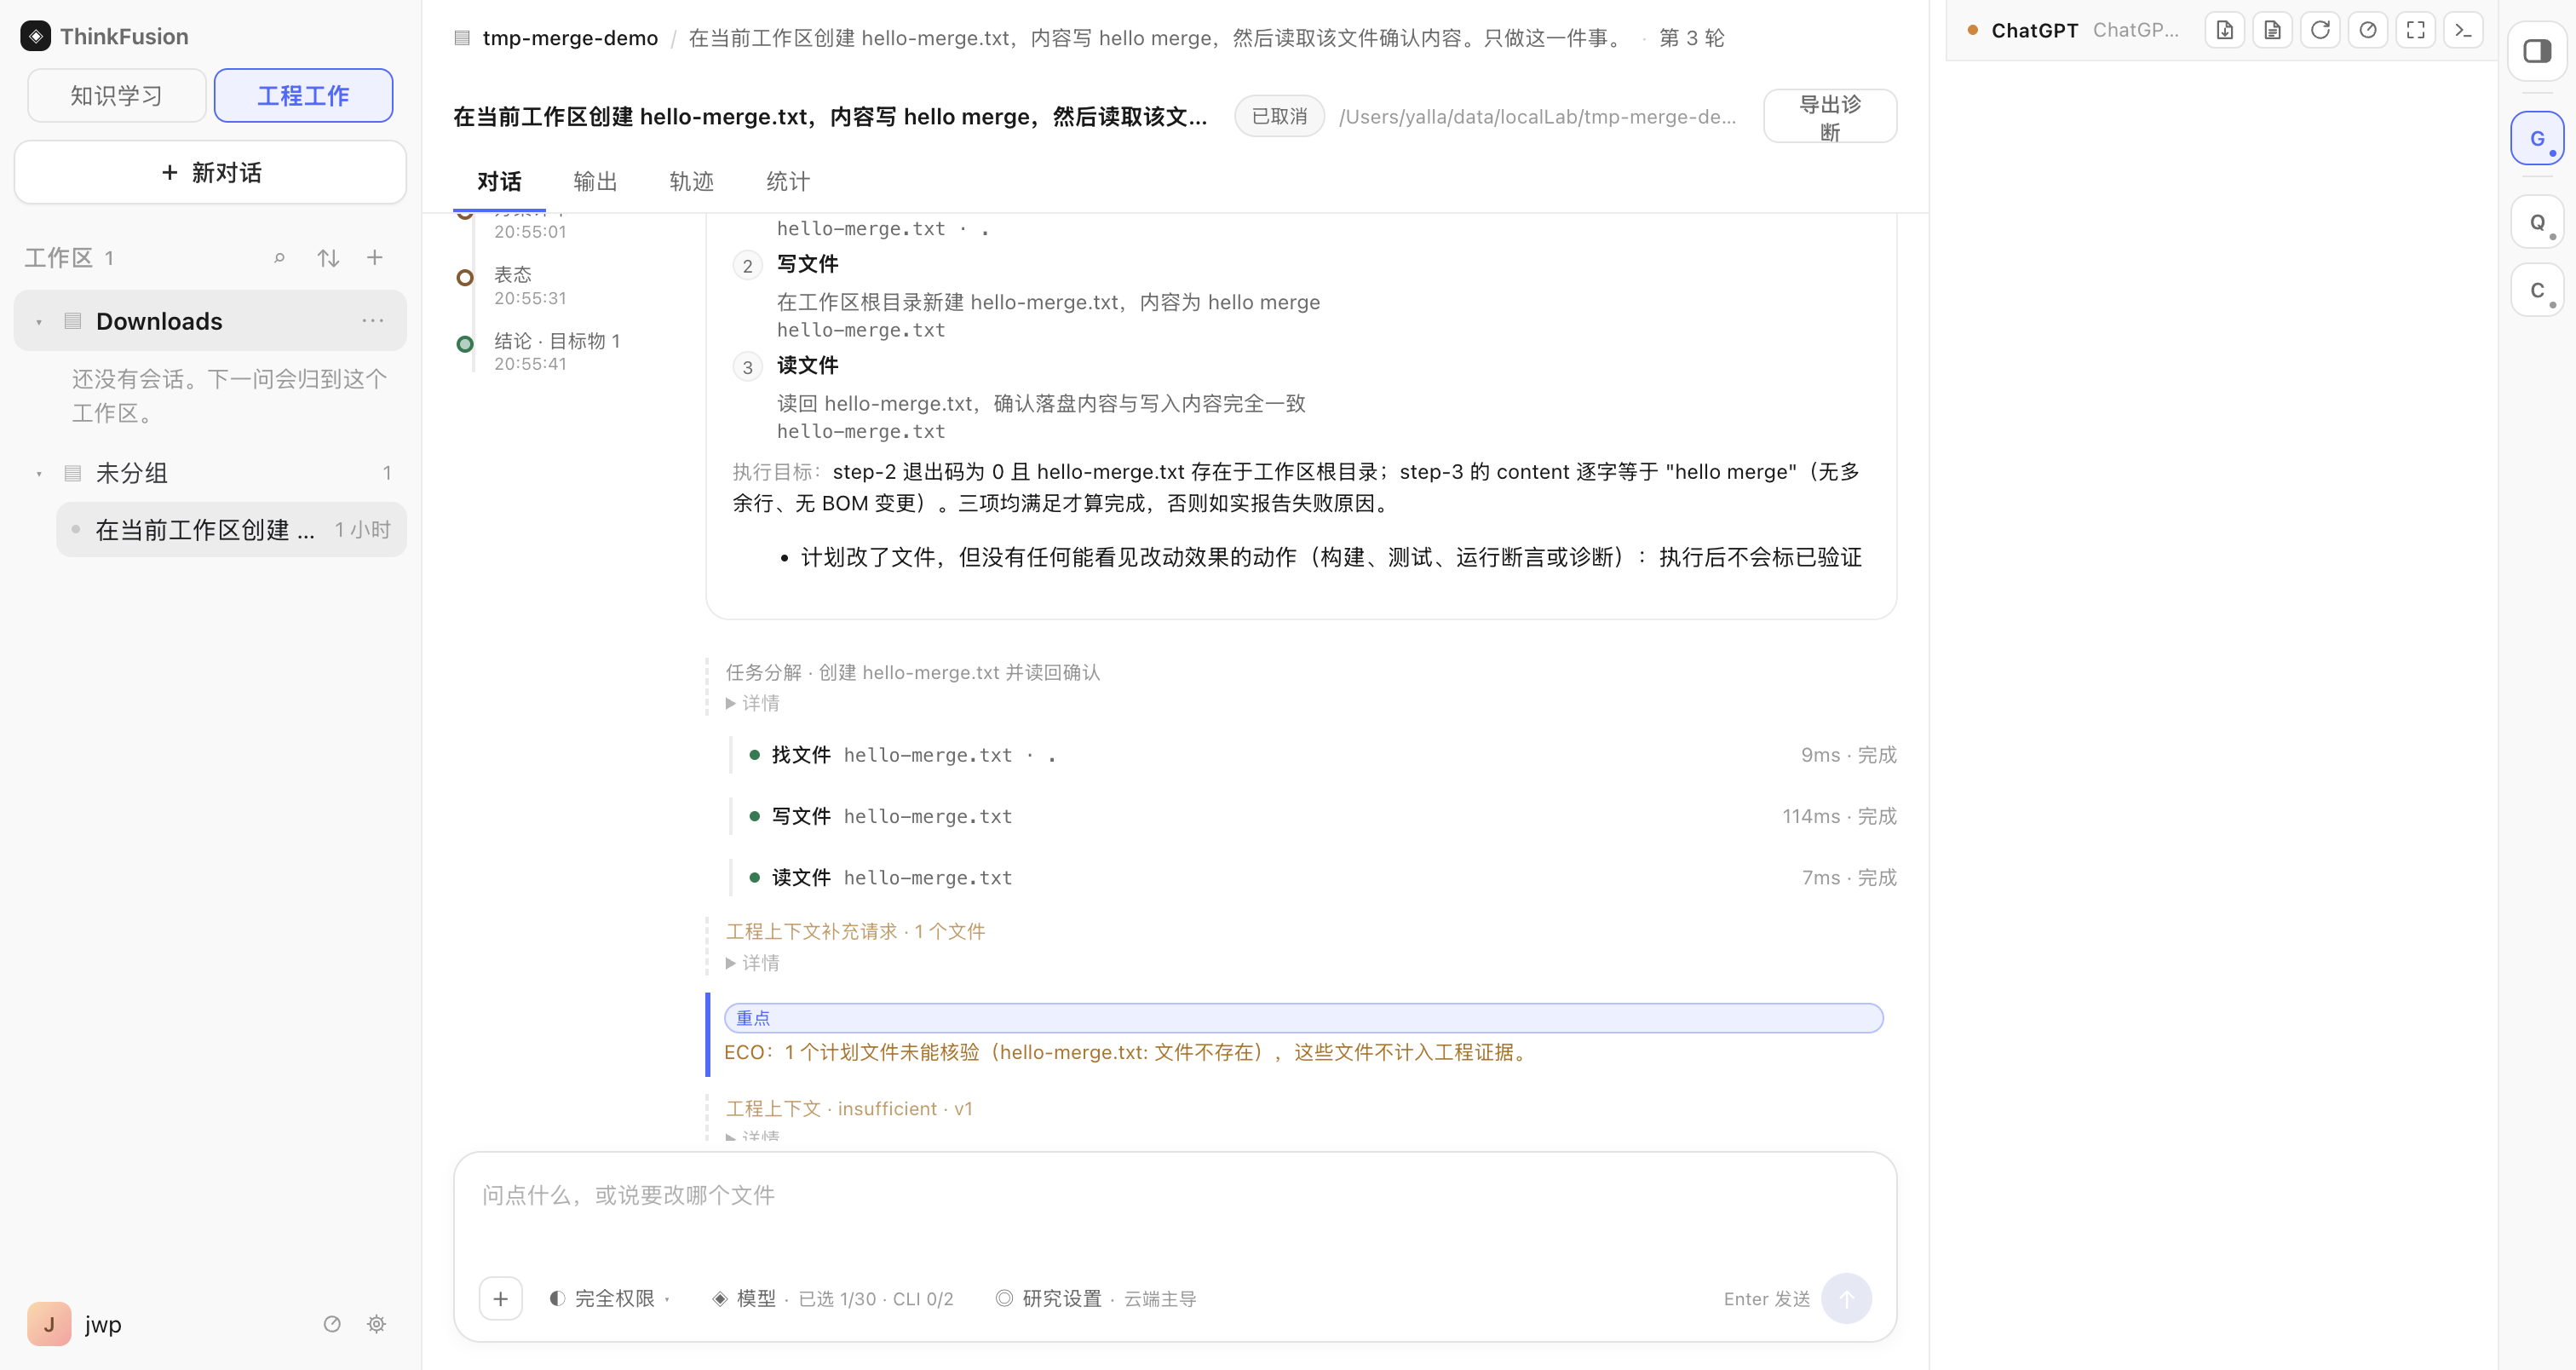 ThinkFusion
知识学习
工程工作
+ 新对话
工作区 1
Downloads
还没有会话。下一问会归到这个
工作区。
未分组 1
在当前工作区创建 ... 1 小时
J jwp
tmp-merge-demo / 在当前工作区创建 hello-merge.txt，内容写 hello merge，然后读取该文件确认内容。只做这一件事。 · 第 3 轮
在当前工作区创建 hello-merge.txt，内容写 hello merge，然后读取该文...
已取消
/Users/yalla/data/localLab/tmp-merge-de...
导出诊
断
对话 输出 轨迹 统计
20:55:01
表态
20:55:31
结论 · 目标物 1
20:55:41
hello-merge.txt · .
2 写文件
在工作区根目录新建 hello-merge.txt，内容为 hello merge
hello-merge.txt
3 读文件
读回 hello-merge.txt，确认落盘内容与写入内容完全一致
hello-merge.txt
执行目标：step-2 退出码为 0 且 hello-merge.txt 存在于工作区根目录；step-3 的 content 逐字等于 "hello merge"（无多
余行、无 BOM 变更）。三项均满足才算完成，否则如实报告失败原因。
• 计划改了文件，但没有任何能看见改动效果的动作（构建、测试、运行断言或诊断）：执行后不会标已验证
任务分解 · 创建 hello-merge.txt 并读回确认
▶ 详情
找文件 hello-merge.txt · . 9ms · 完成
写文件 hello-merge.txt 114ms · 完成
读文件 hello-merge.txt 7ms · 完成
工程上下文补充请求 · 1 个文件
▶ 详情
重点
ECO：1 个计划文件未能核验（hello-merge.txt: 文件不存在），这些文件不计入工程证据。
工程上下文 · insufficient · v1
▶ 详情
问点什么，或说要改哪个文件
+ 完全权限 · 模型 · 已选 1/30 · CLI 0/2 研究设置 · 云端主导 Enter 发送
ChatGPT ChatGP...
G
Q
C